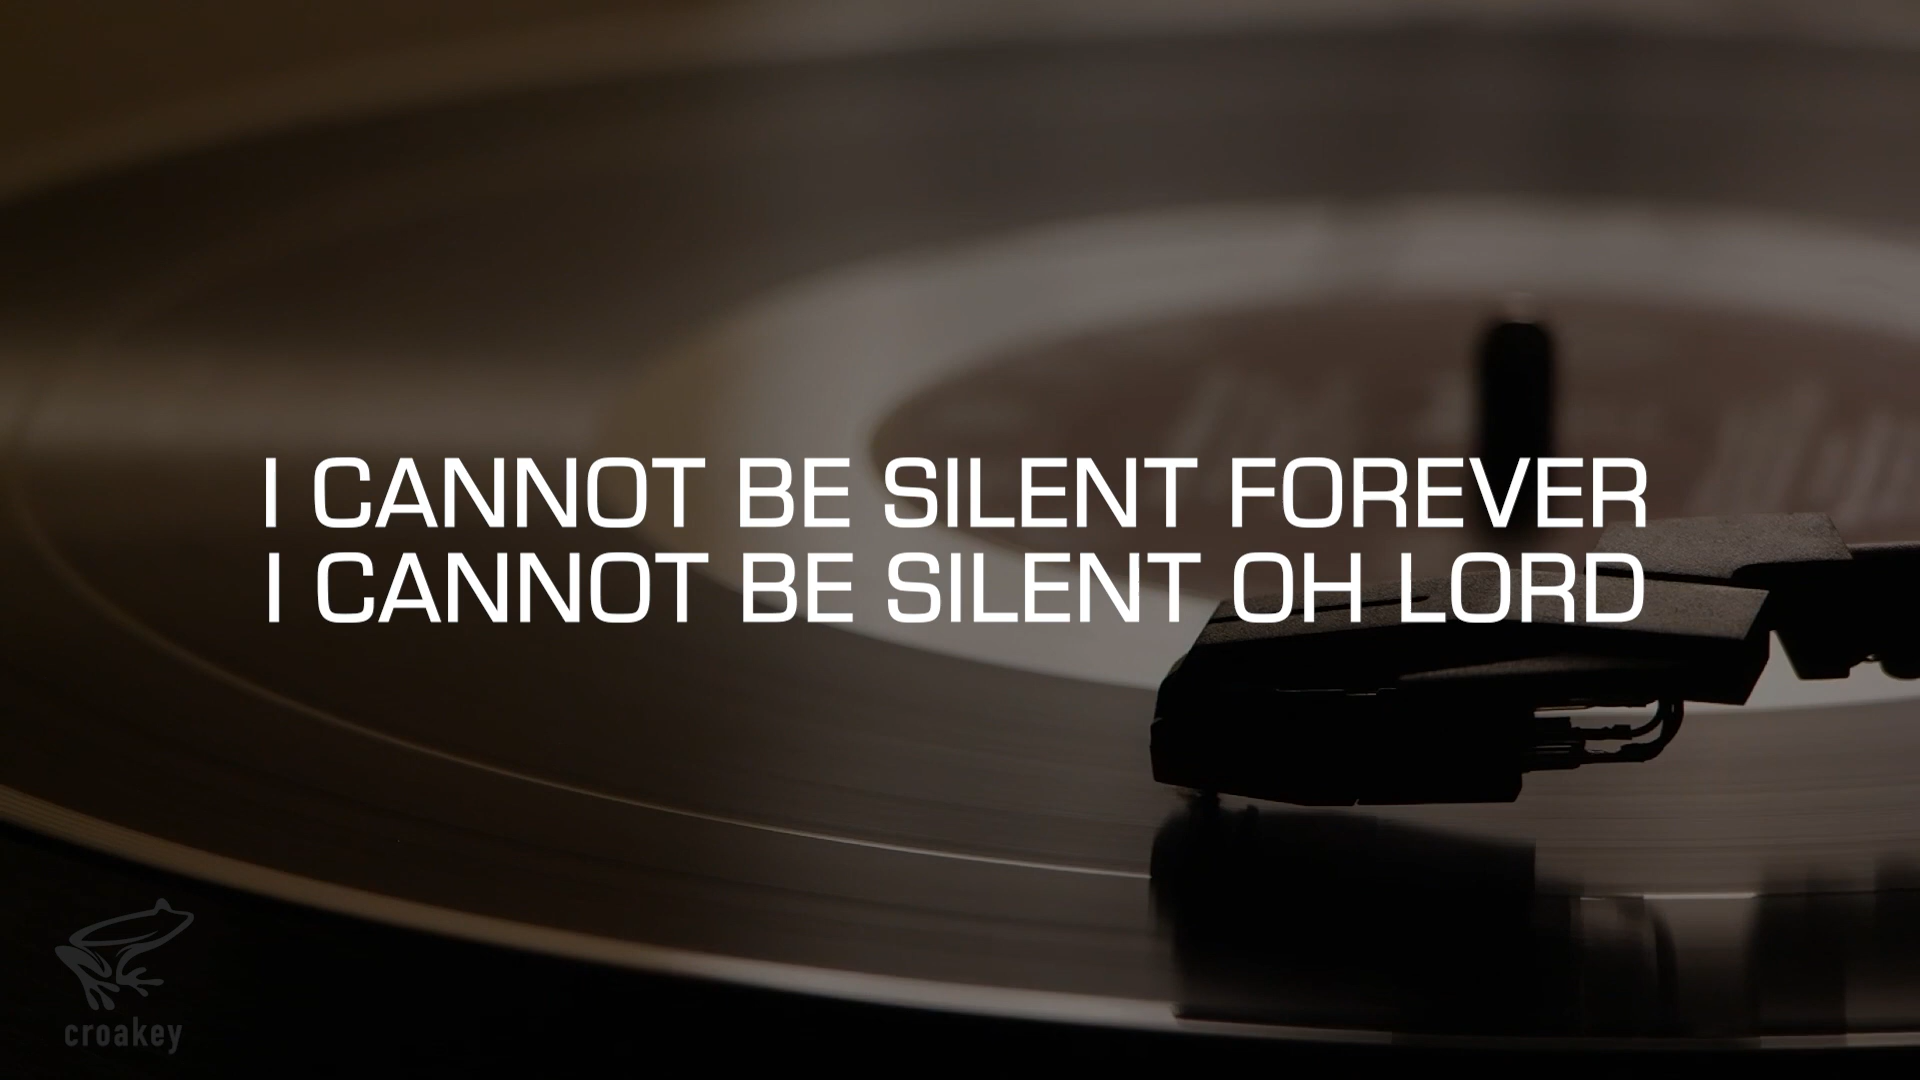 I CANNOT BE SILENT FOREVER
I CANNOT BE SILENT OH LORD
croakey